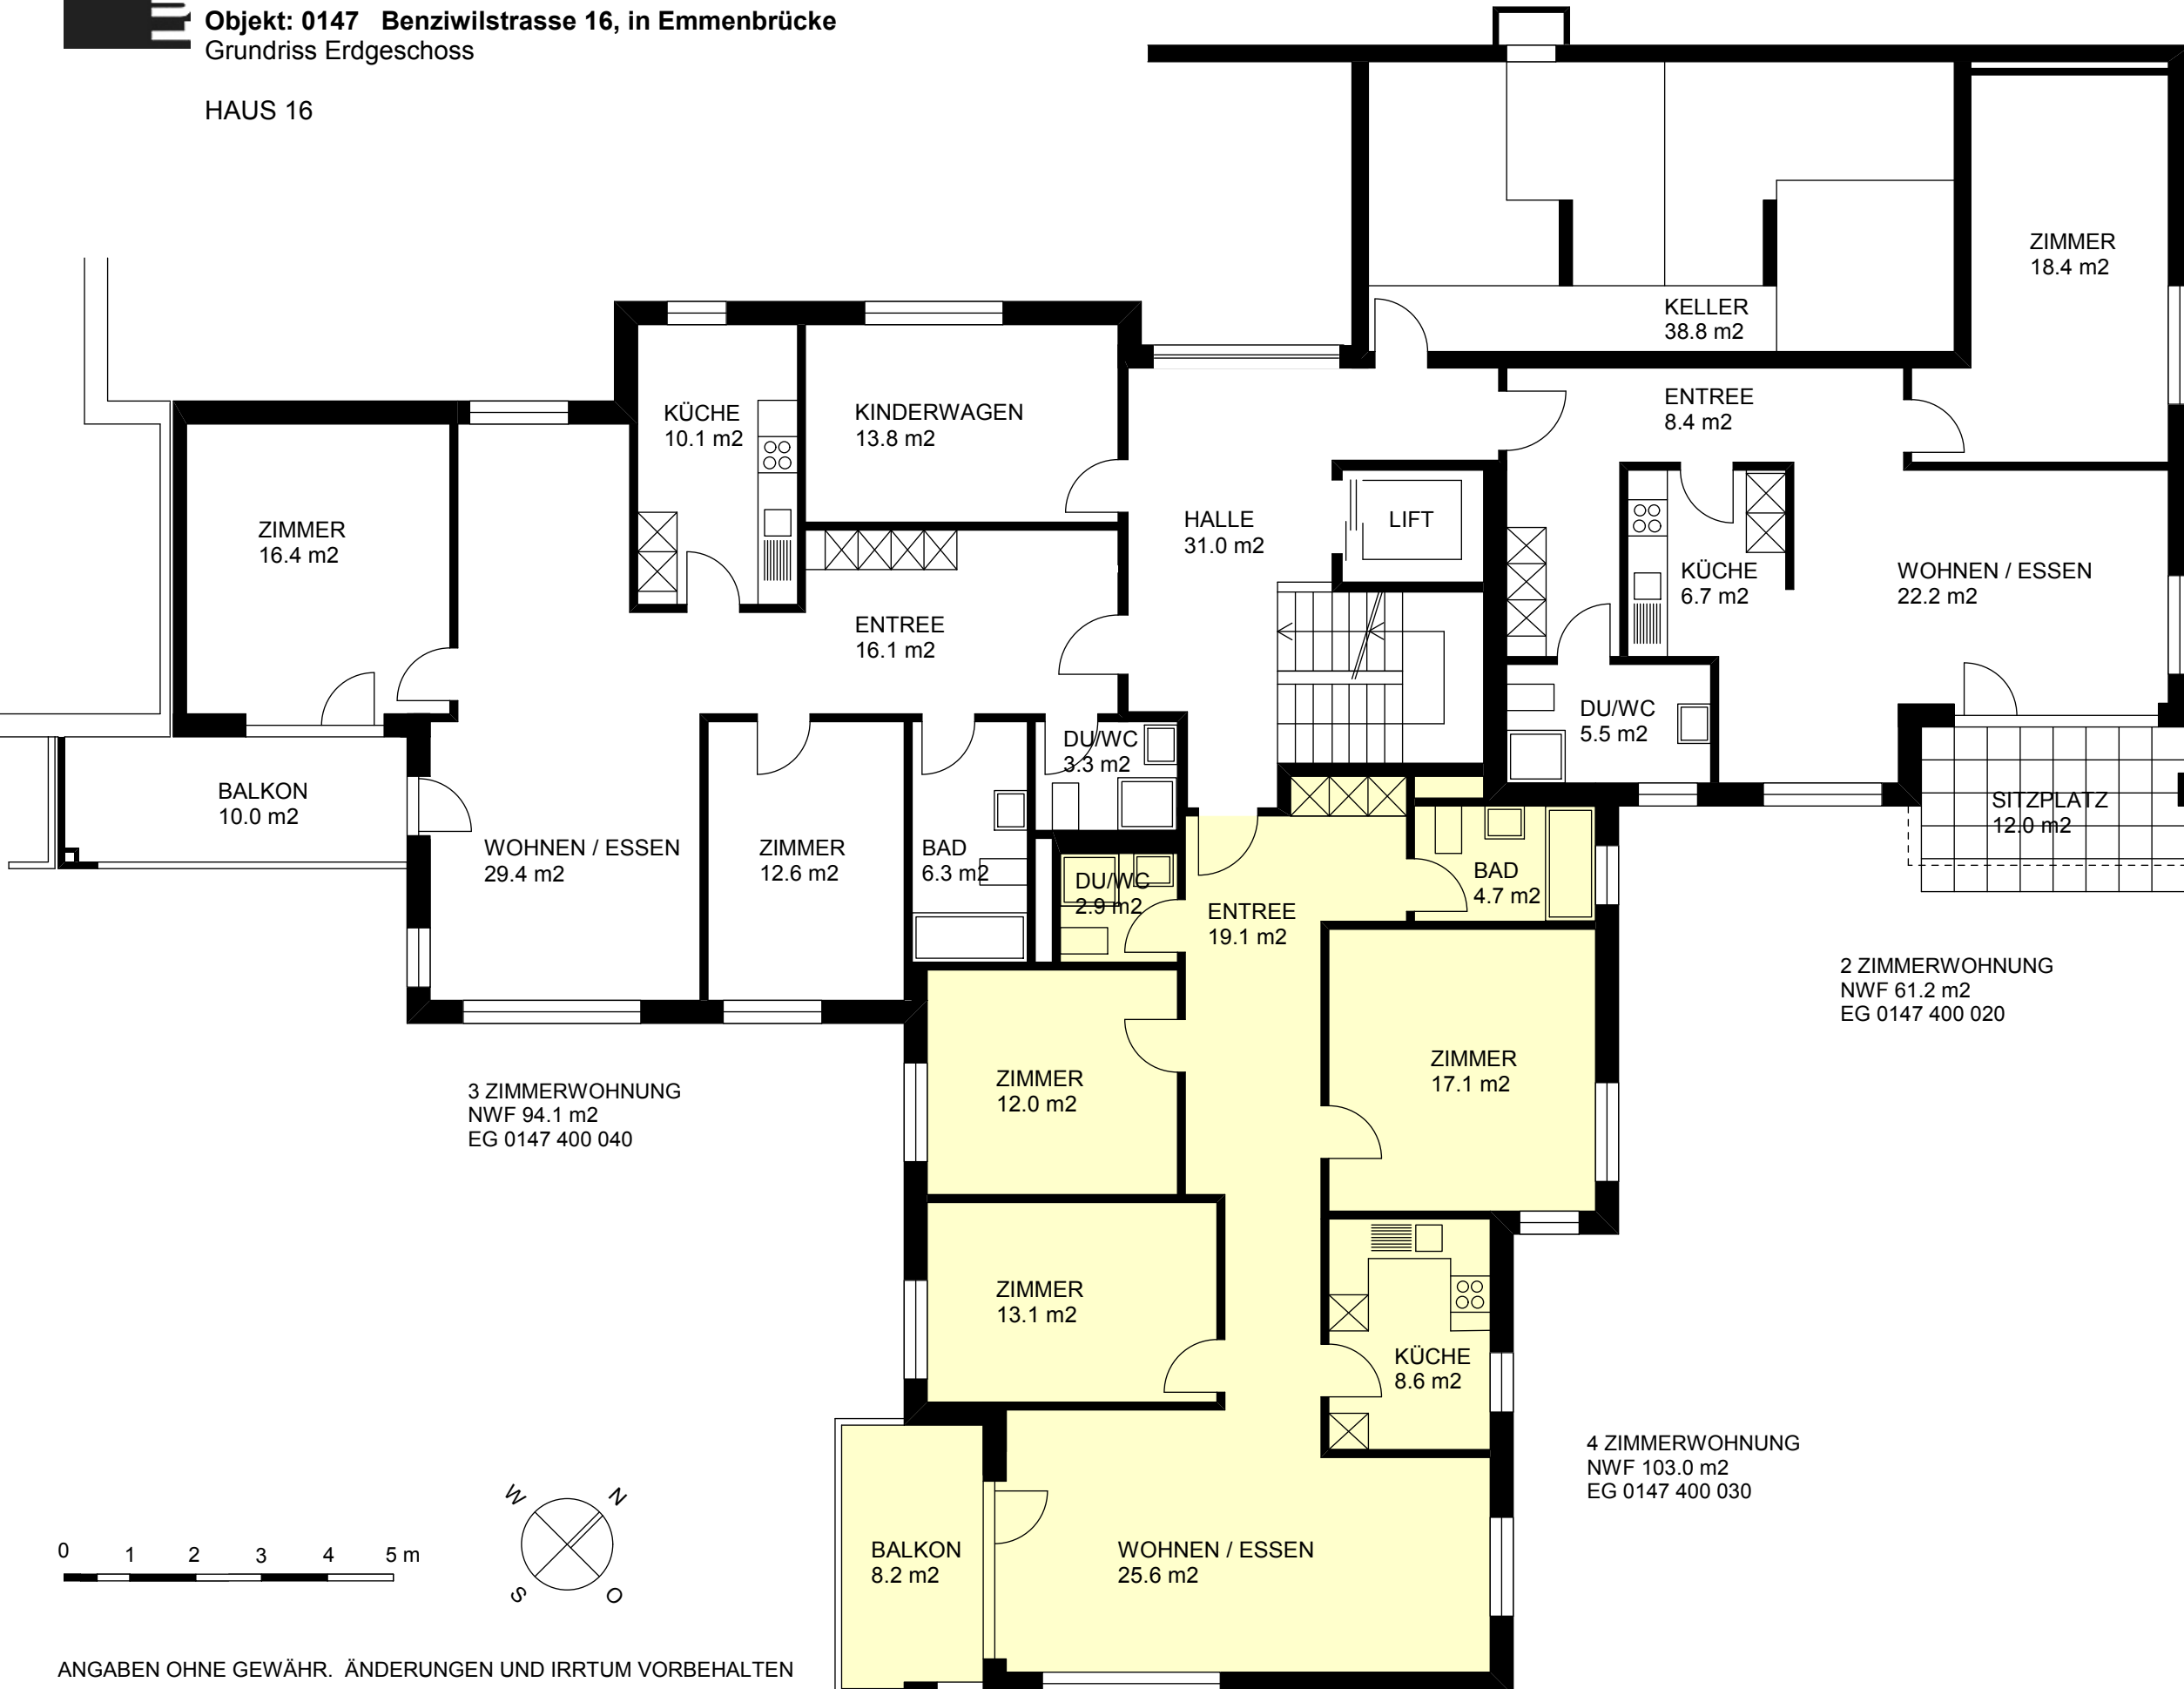 Objekt: 0147   Benziwilstrasse 16, in Emmenbrücke
Grundriss Erdgeschoss
HAUS 16
ZIMMER
18.4 m2
KELLER
38.8 m2
ENTREE
8.4 m2
KÜCHE
10.1 m2
KINDERWAGEN
13.8 m2
ZIMMER
16.4 m2
HALLE
31.0 m2
LIFT
KÜCHE
6.7 m2
WOHNEN / ESSEN
22.2 m2
ENTREE
16.1 m2
DU/WC
5.5 m2
DU/WC
3.3 m2
BALKON
10.0 m2
SITZPLATZ
12.0 m2
WOHNEN / ESSEN
29.4 m2
ZIMMER
12.6 m2
BAD
6.3 m2
DU/WC
2.9 m2
ENTREE
19.1 m2
BAD
4.7 m2
2 ZIMMERWOHNUNG
NWF 61.2 m2
EG 0147 400 020
ZIMMER
12.0 m2
ZIMMER
17.1 m2
3 ZIMMERWOHNUNG
NWF 94.1 m2
EG 0147 400 040
ZIMMER
13.1 m2
KÜCHE
8.6 m2
4 ZIMMERWOHNUNG
NWF 103.0 m2
EG 0147 400 030
W N
S O
0 1 2 3 4 5 m
BALKON
8.2 m2
WOHNEN / ESSEN
25.6 m2
ANGABEN OHNE GEWÄHR.  ÄNDERUNGEN UND IRRTUM VORBEHALTEN